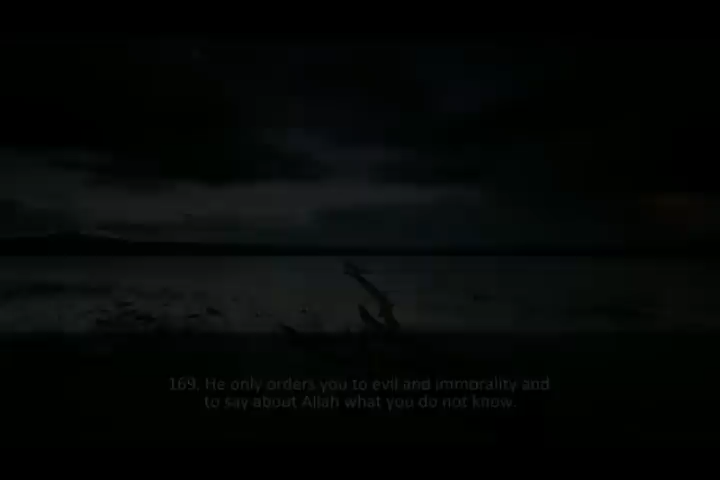 169. He only orders you to evil and immorality and
to say about Allah what you do not know.